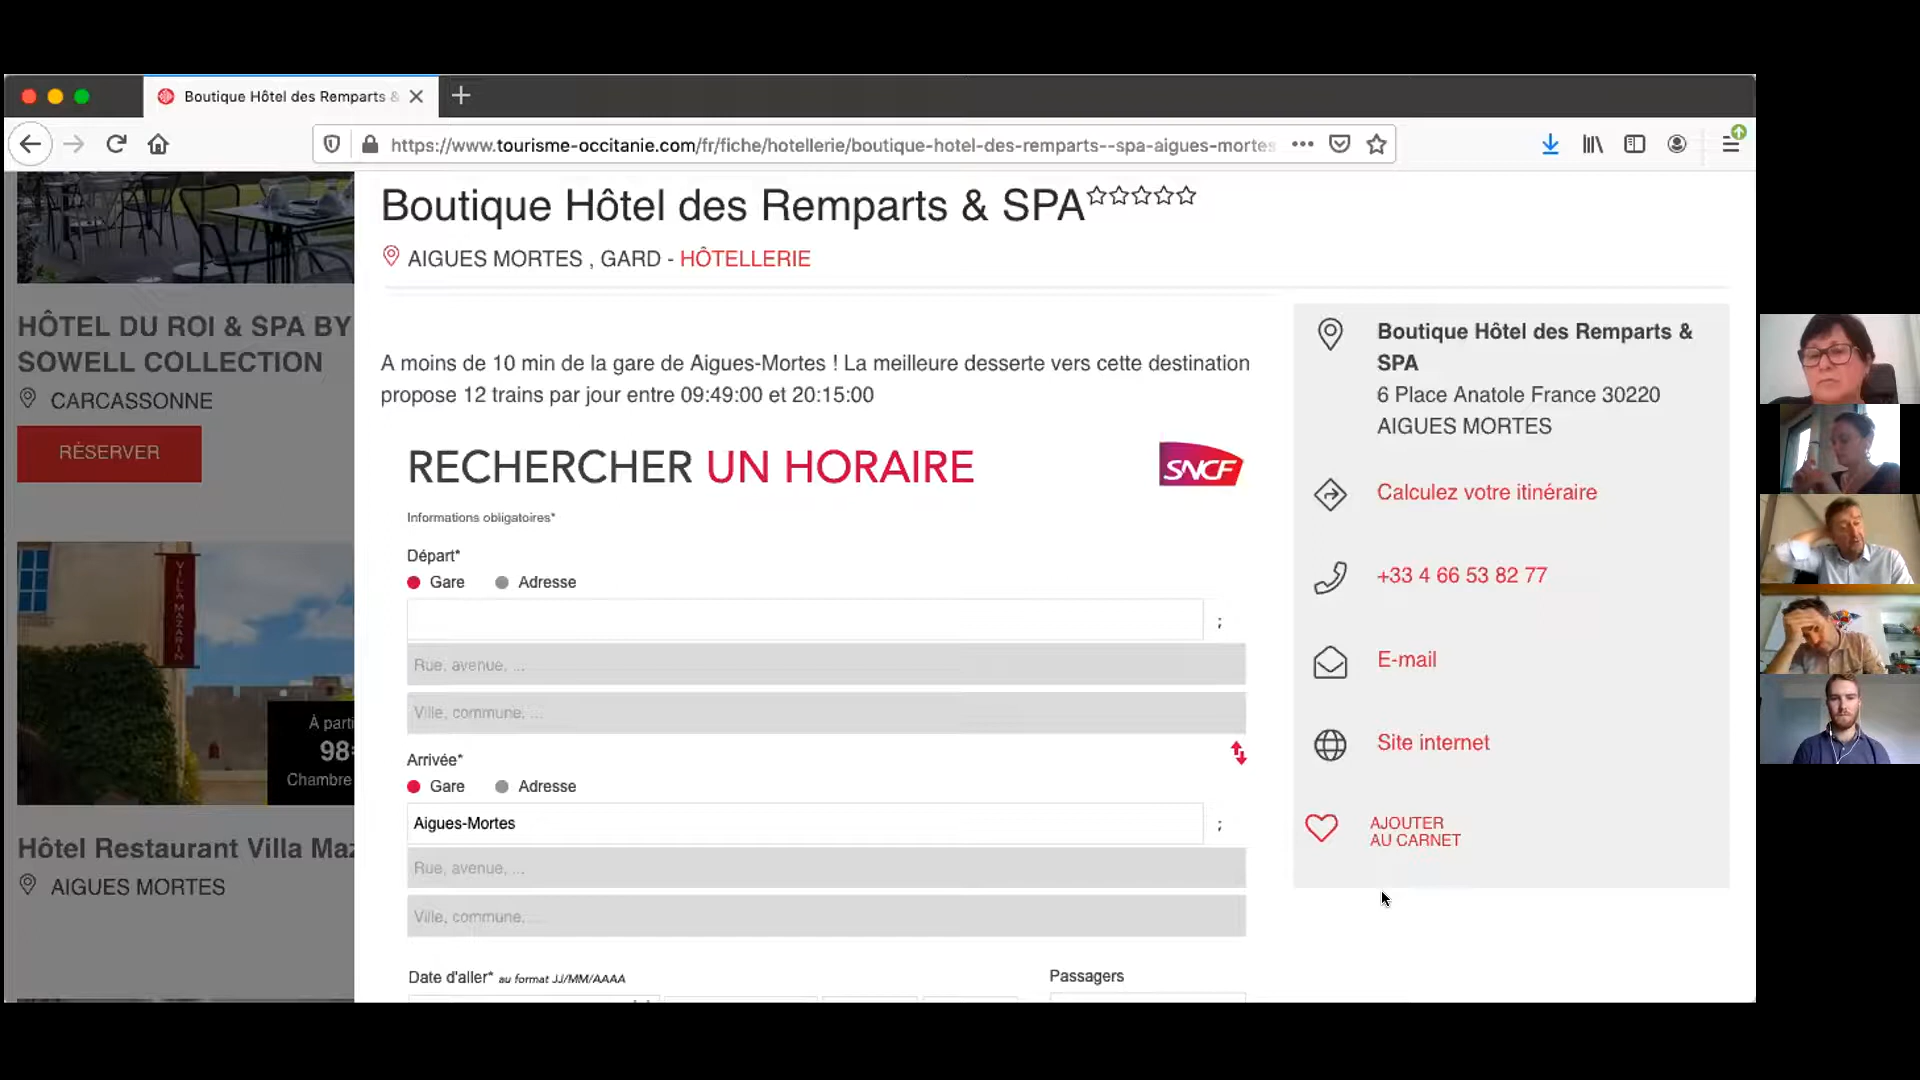 Boutique Hôtel des Remparts &
https://www.tourisme-occitanie.com/fr/fiche/hotellerie/boutique-hotel-des-remparts--spa-aigues-mortes
HÔTEL DU ROI & SPA BY
SOWELL COLLECTION
CARCASSONNE
RÉSERVER
VILLA MAZARIN
À parti
98
Chambre
Hôtel Restaurant Villa Maz
AIGUES MORTES
Boutique Hôtel des Remparts & SPA
AIGUES MORTES , GARD - HÔTELLERIE
A moins de 10 min de la gare de Aigues-Mortes ! La meilleure desserte vers cette destination
propose 12 trains par jour entre 09:49:00 et 20:15:00
RECHERCHER UN HORAIRE
SNCF
Informations obligatoires*
Départ*
Gare Adresse
;
Rue, avenue, ...
Ville, commune, ...
Arrivée*
Gare Adresse
Aigues-Mortes ;
Rue, avenue, ...
Ville, commune, ...
Date d'aller* au format JJ/MM/AAAA
Passagers
Boutique Hôtel des Remparts &
SPA
6 Place Anatole France 30220
AIGUES MORTES
Calculez votre itinéraire
+33 4 66 53 82 77
E-mail
Site internet
AJOUTER
AU CARNET